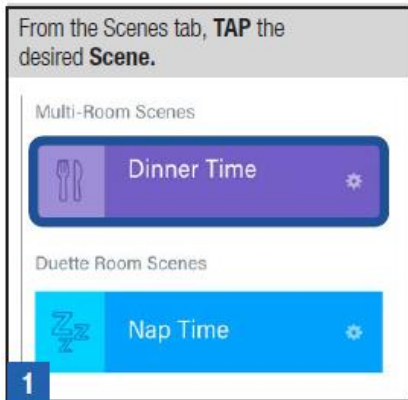 From the Scenes tab, TAP the
desired Scene.
Multi-Room Scenes
Dinner Time
Duette Room Scenes
Zzz
Nap Time
1